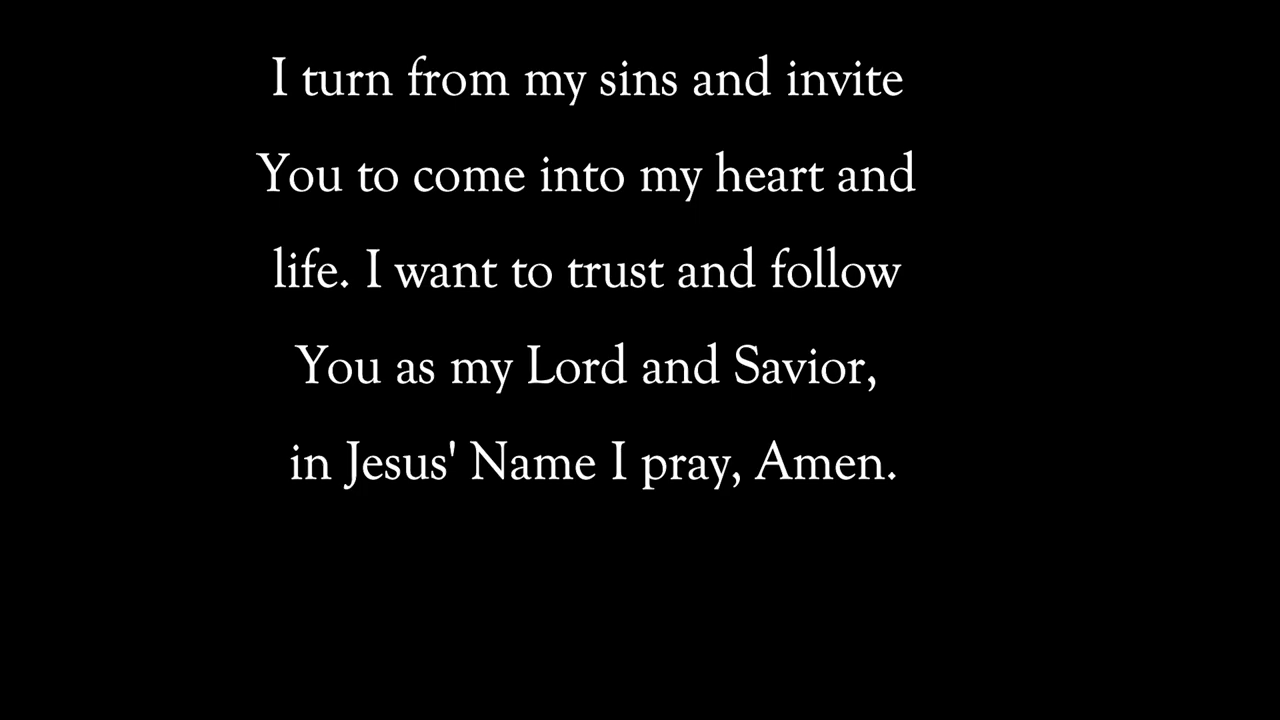 I turn from my sins and invite
You to come into my heart and
life. I want to trust and follow
You as my Lord and Savior,
in Jesus' Name I pray, Amen.